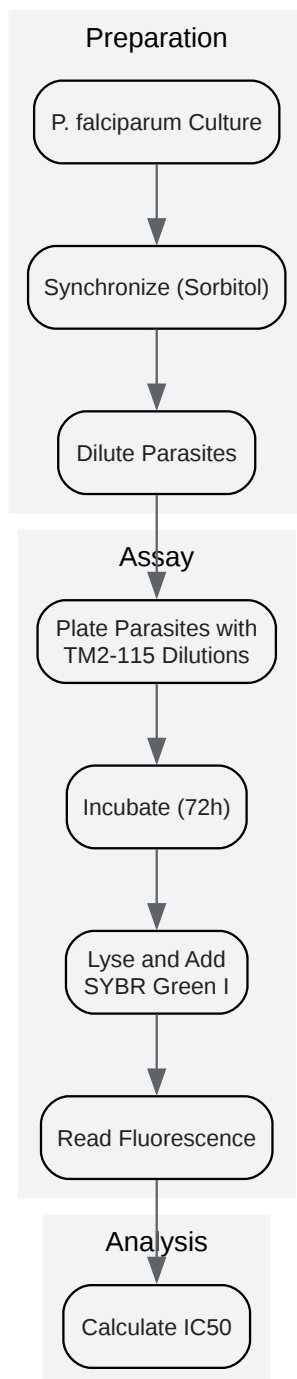 Preparation
P. falciparum Culture
Synchronize (Sorbitol)
Dilute Parasites
Assay
Plate Parasites with
TM2-115 Dilutions
Incubate (72h)
Lyse and Add
SYBR Green I
Read Fluorescence
Analysis
Calculate IC50